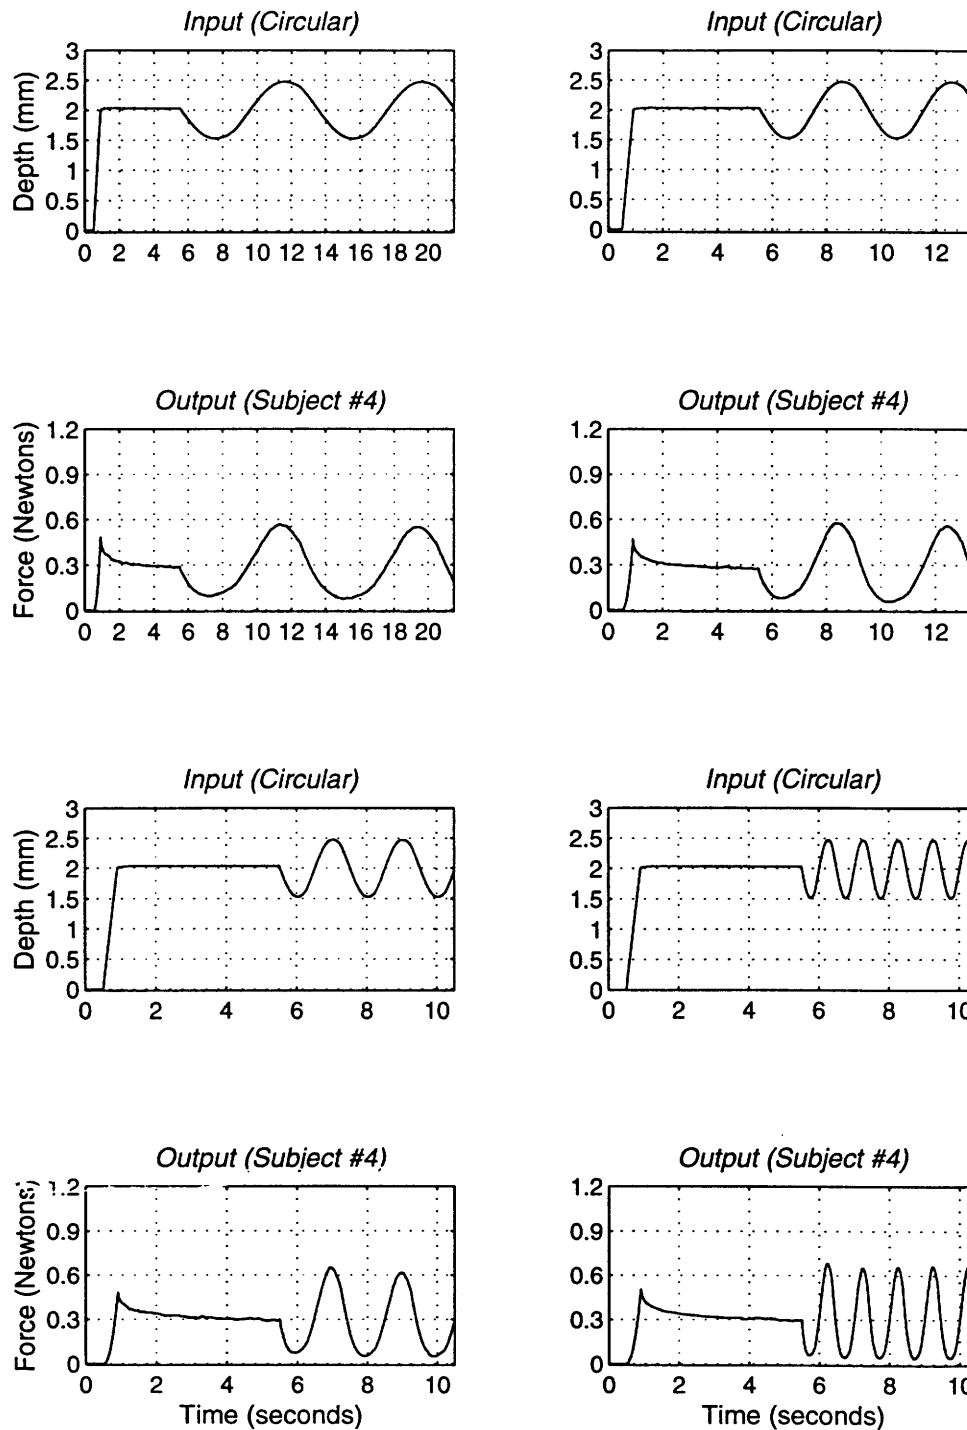 Input (Circular)
Input (Circular)
Depth (mm)
3
2.5
2
1.5
1
0.5
0
0 2 4 6 8 10 12 14 16 18 20
3
2.5
2
1.5
1
0.5
0
0 2 4 6 8 10 12
Output (Subject #4)
Output (Subject #4)
Force (Newtons)
1.2
0.9
0.6
0.3
0
0 2 4 6 8 10 12 14 16 18 20
1.2
0.9
0.6
0.3
0
0 2 4 6 8 10 12
Input (Circular)
Input (Circular)
Depth (mm)
3
2.5
2
1.5
1
0.5
0
0 2 4 6 8 10
3
2.5
2
1.5
1
0.5
0
0 2 4 6 8 10
Output (Subject #4)
Output (Subject #4)
Force (Newtons)
1.2
0.9
0.6
0.3
0
0 2 4 6 8 10
Time (seconds)
1.2
0.9
0.6
0.3
0
0 2 4 6 8 10
Time (seconds)